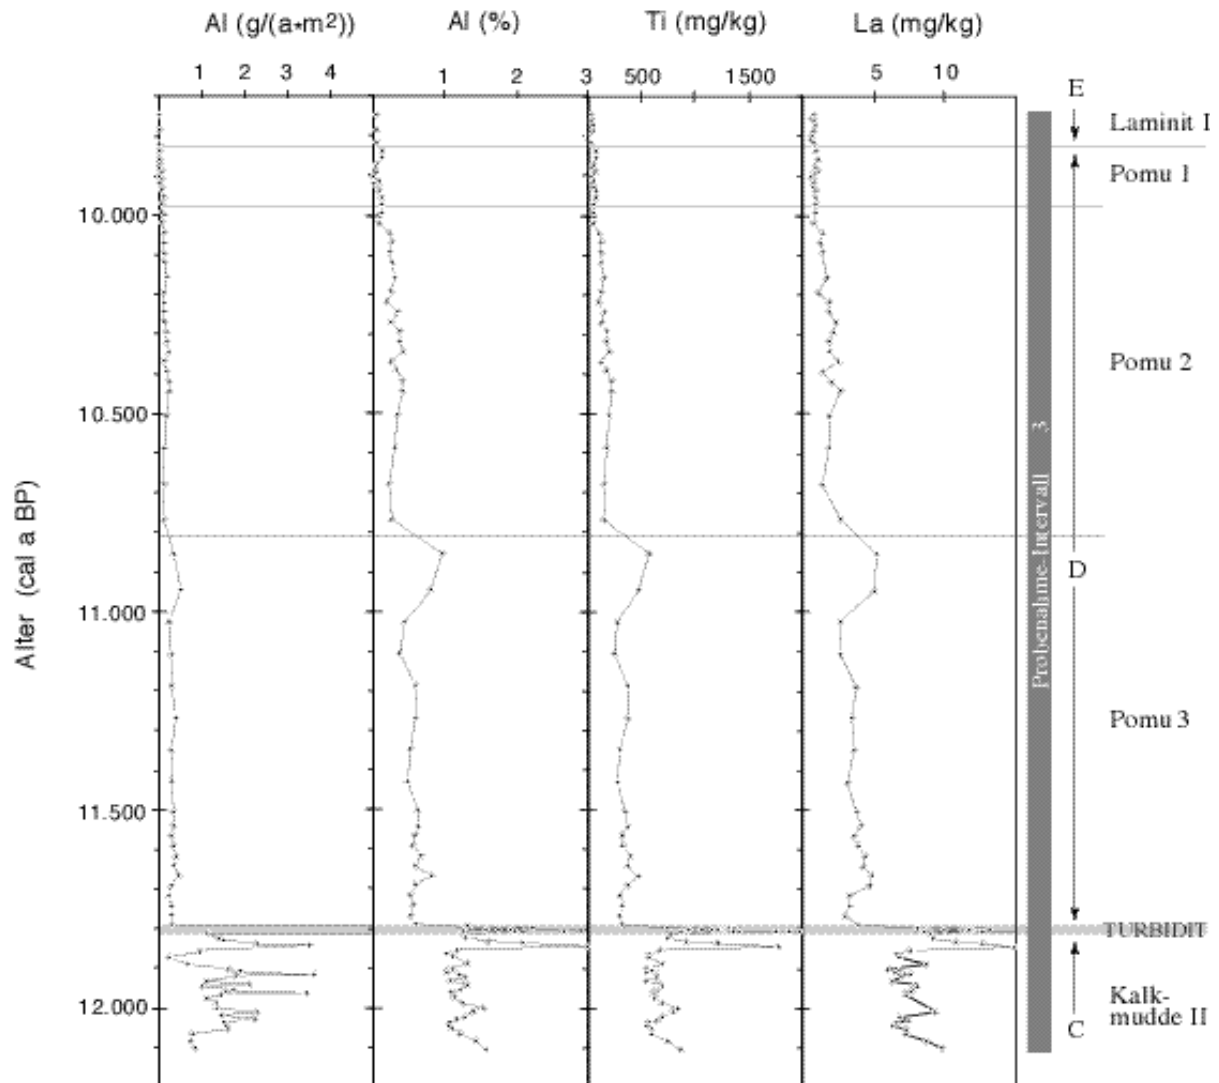 Al (g/(a*m²)) Al (%) Ti (mg/kg) La (mg/kg)
1 2 3 4 1 2 3 500 1500 5 10
E
Laminit I
Pomu 1
10.000
Pomu 2
10.500
Probenahme-Intervall 3
Alter (cal a BP)
D
11.000
Pomu 3
11.500
TURBIDIT
12.000
Kalk-
mudde II
C